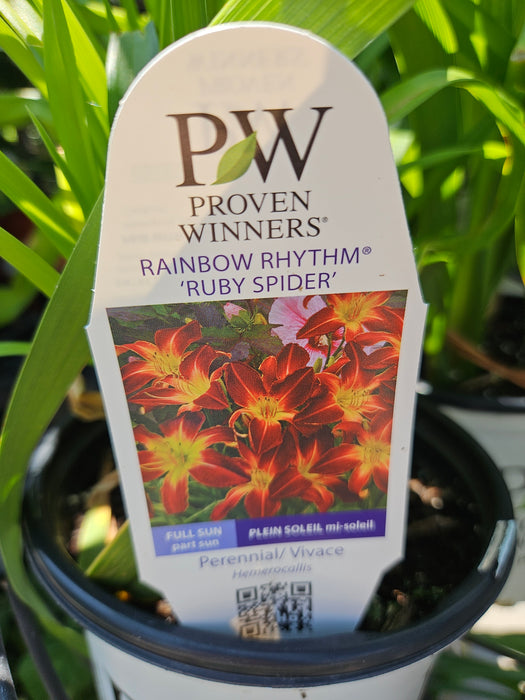 PW
PROVEN
WINNERS®
RAINBOW RHYTHM®
'RUBY SPIDER'
FULL SUN
part sun
PLEIN SOLEIL mi-soleil
Perennial/ Vivace
Hemerocallis